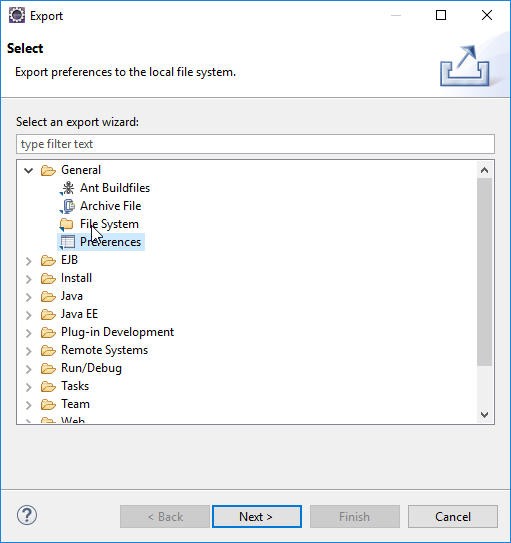 Export
Select
Export preferences to the local file system.
Select an export wizard:
type filter text
General
Ant Buildfiles
Archive File
File System
Preferences
EJB
Install
Java
Java EE
Plug-in Development
Remote Systems
Run/Debug
Tasks
Team
Web
?
< Back
Next >
Finish
Cancel